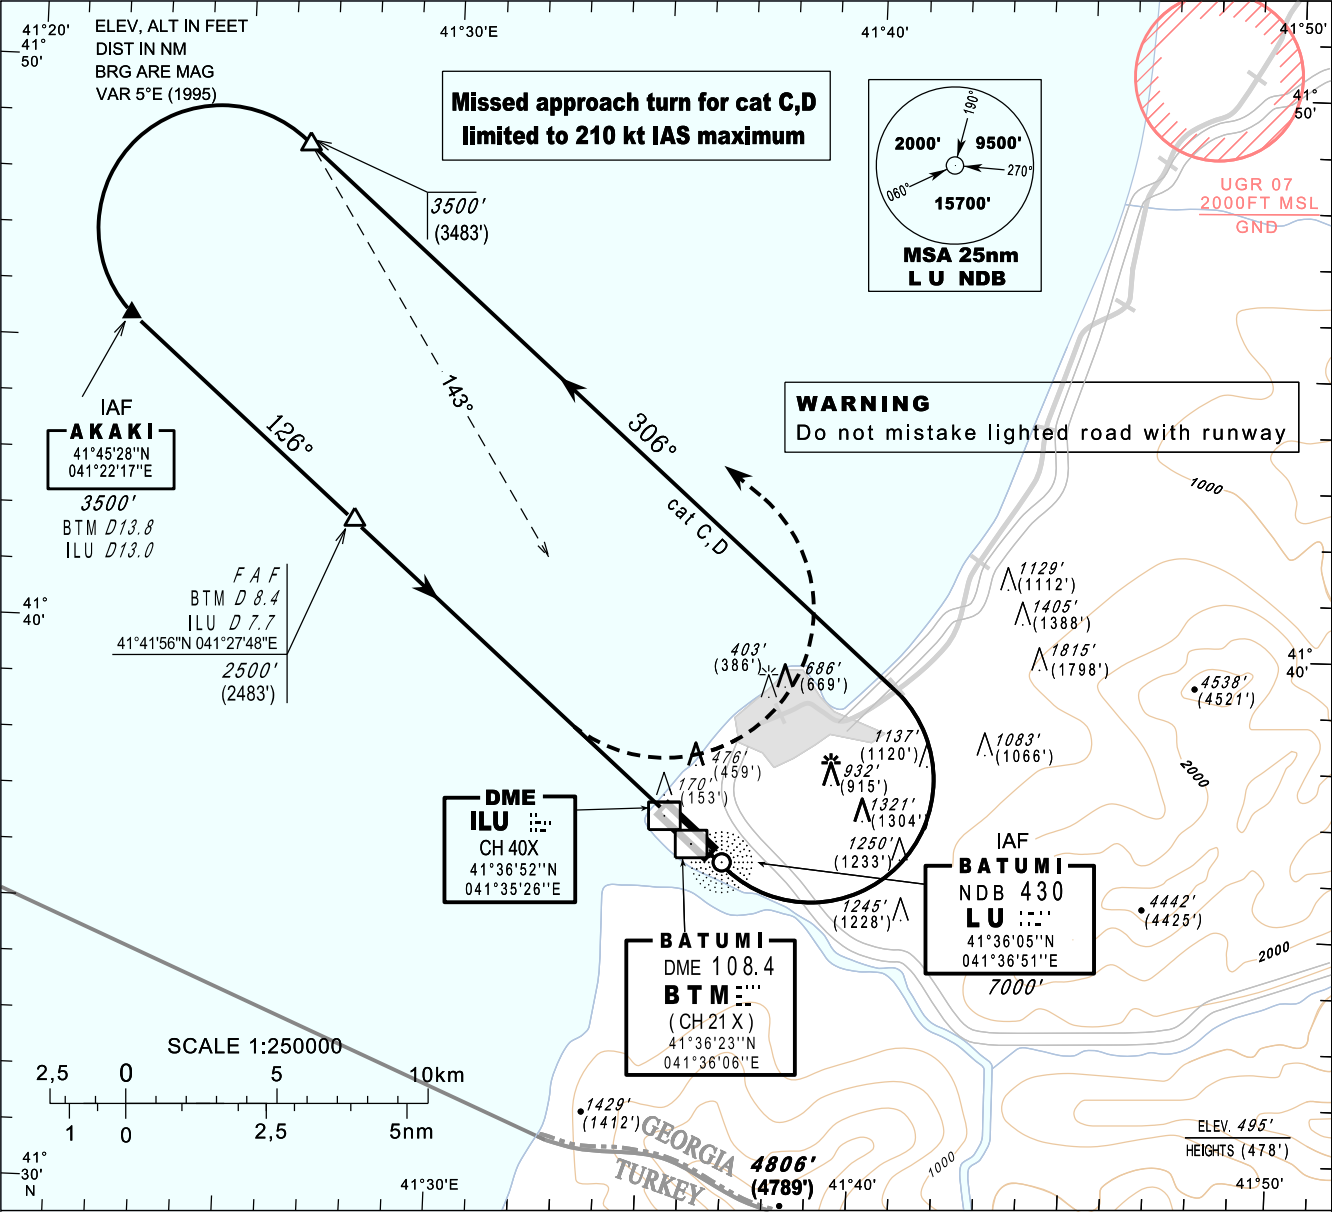 41°20'
ELEV, ALT IN FEET
DIST IN NM
BRG ARE MAG
VAR 5°E (1995)
41°
50'
41°30'E
41°40'
41°50'
41°
50'
Missed approach turn for cat C,D
limited to 210 kt IAS maximum
190°
2000'
9500'
270°
060°
15700'
MSA 25nm
L U NDB
UGR 07
2000FT MSL
GND
3500'
(3483')
143°
126°
306°
cat C,D
WARNING
Do not mistake lighted road with runway
IAF
AKAKI
41°45'28"N
041°22'17"E
3500'
BTM D13.8
ILU D13.0
F A F
BTM D 8.4
ILU D 7.7
41°41'56"N 041°27'48"E
2500'
(2483')
41°
40'
1000
1129'
(1112')
1405'
(1388')
1815'
(1798')
41°
40'
4538'
(4521')
403'
(386')
686'
(669')
1137'
(1120')
1083'
(1066')
2000
476'
(459')
170'
(153')
932'
(915')
1321'
(1304')
1250'
(1233')
1245'
(1228')
DME
ILU
CH 40X
41°36'52"N
041°35'26"E
IAF
BATUMI
NDB 430
LU
41°36'05"N
041°36'51"E
7000'
4442'
(4425')
2000
BATUMI
DME 108.4
BTM
(CH 21 X)
41°36'23"N
041°36'06"E
SCALE 1:250000
2,5 0 5 10km
1 0 2,5 5nm
1429'
(1412')
GEORGIA
TURKEY
4806'
(4789')
1000
ELEV. 495'
HEIGHTS (478')
41°
30'
N
41°30'E
41°40'
41°50'